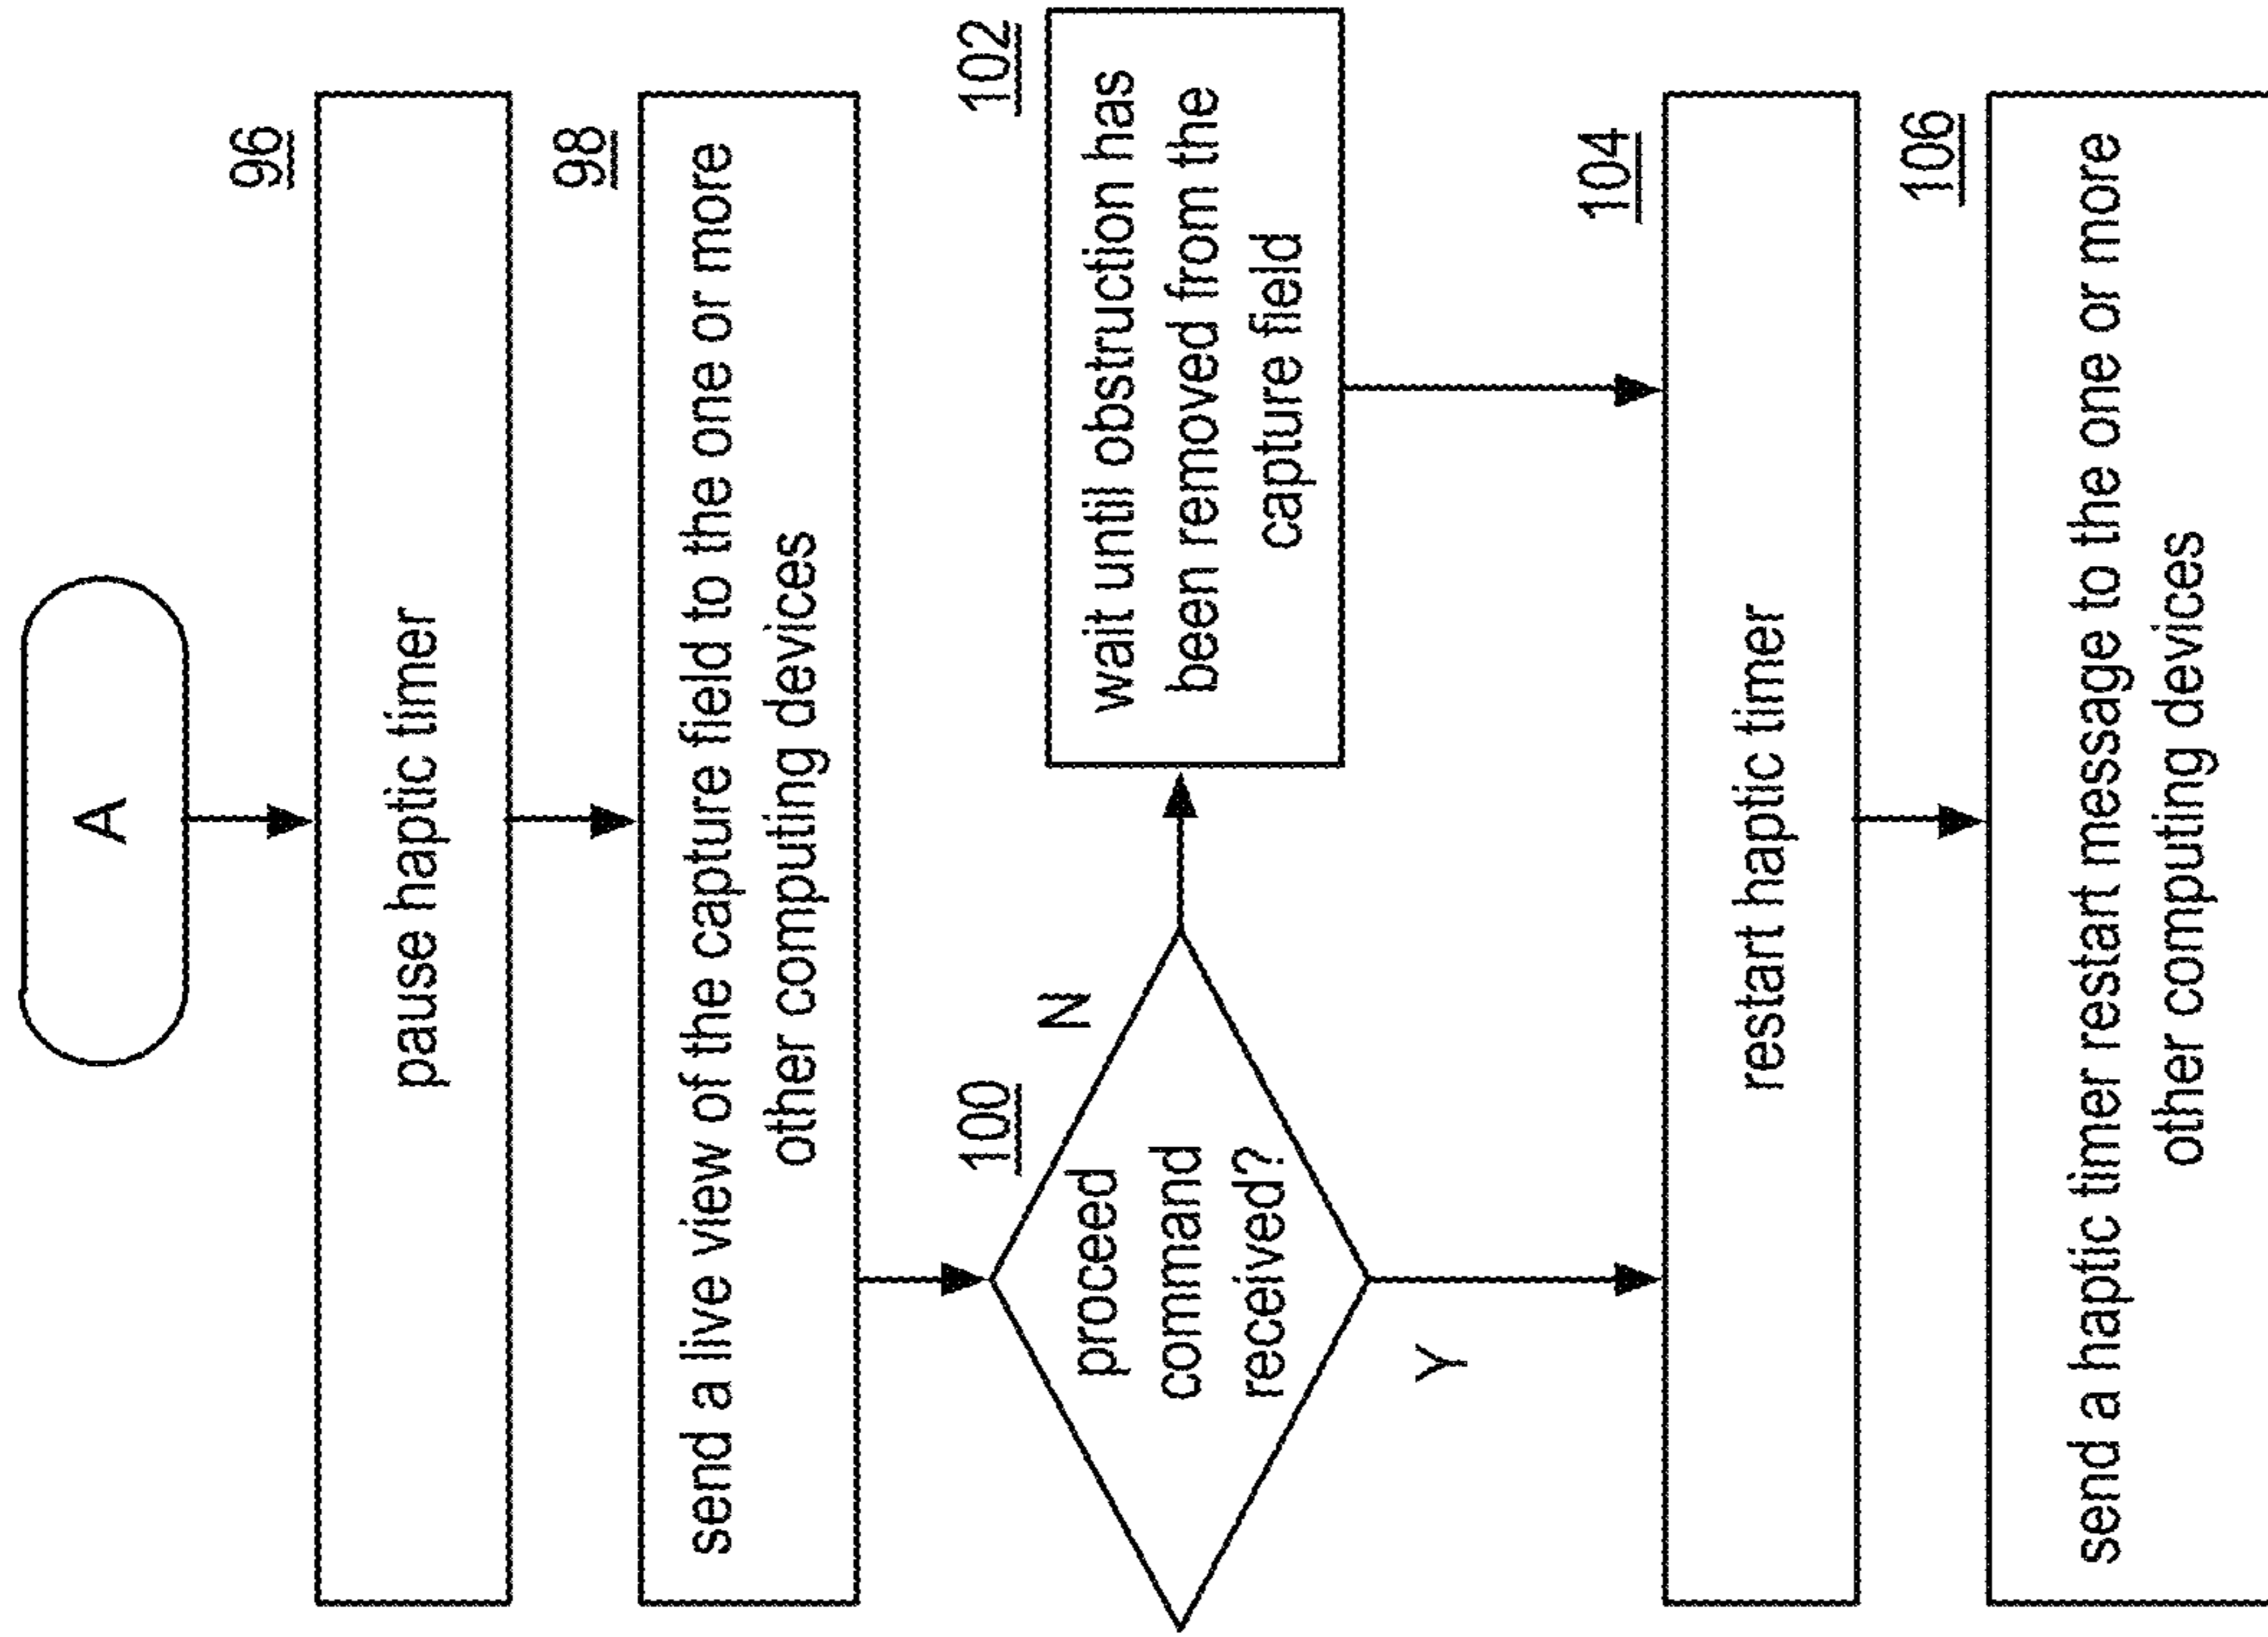 A
96
pause haptic timer
98
send a live view of the capture field to the one or more
other computing devices
100
proceed
command
received?
N
Y
102
wait until obstruction has
been removed from the
capture field
104
restart haptic timer
106
send a haptic timer restart message to the one or more
other computing devices